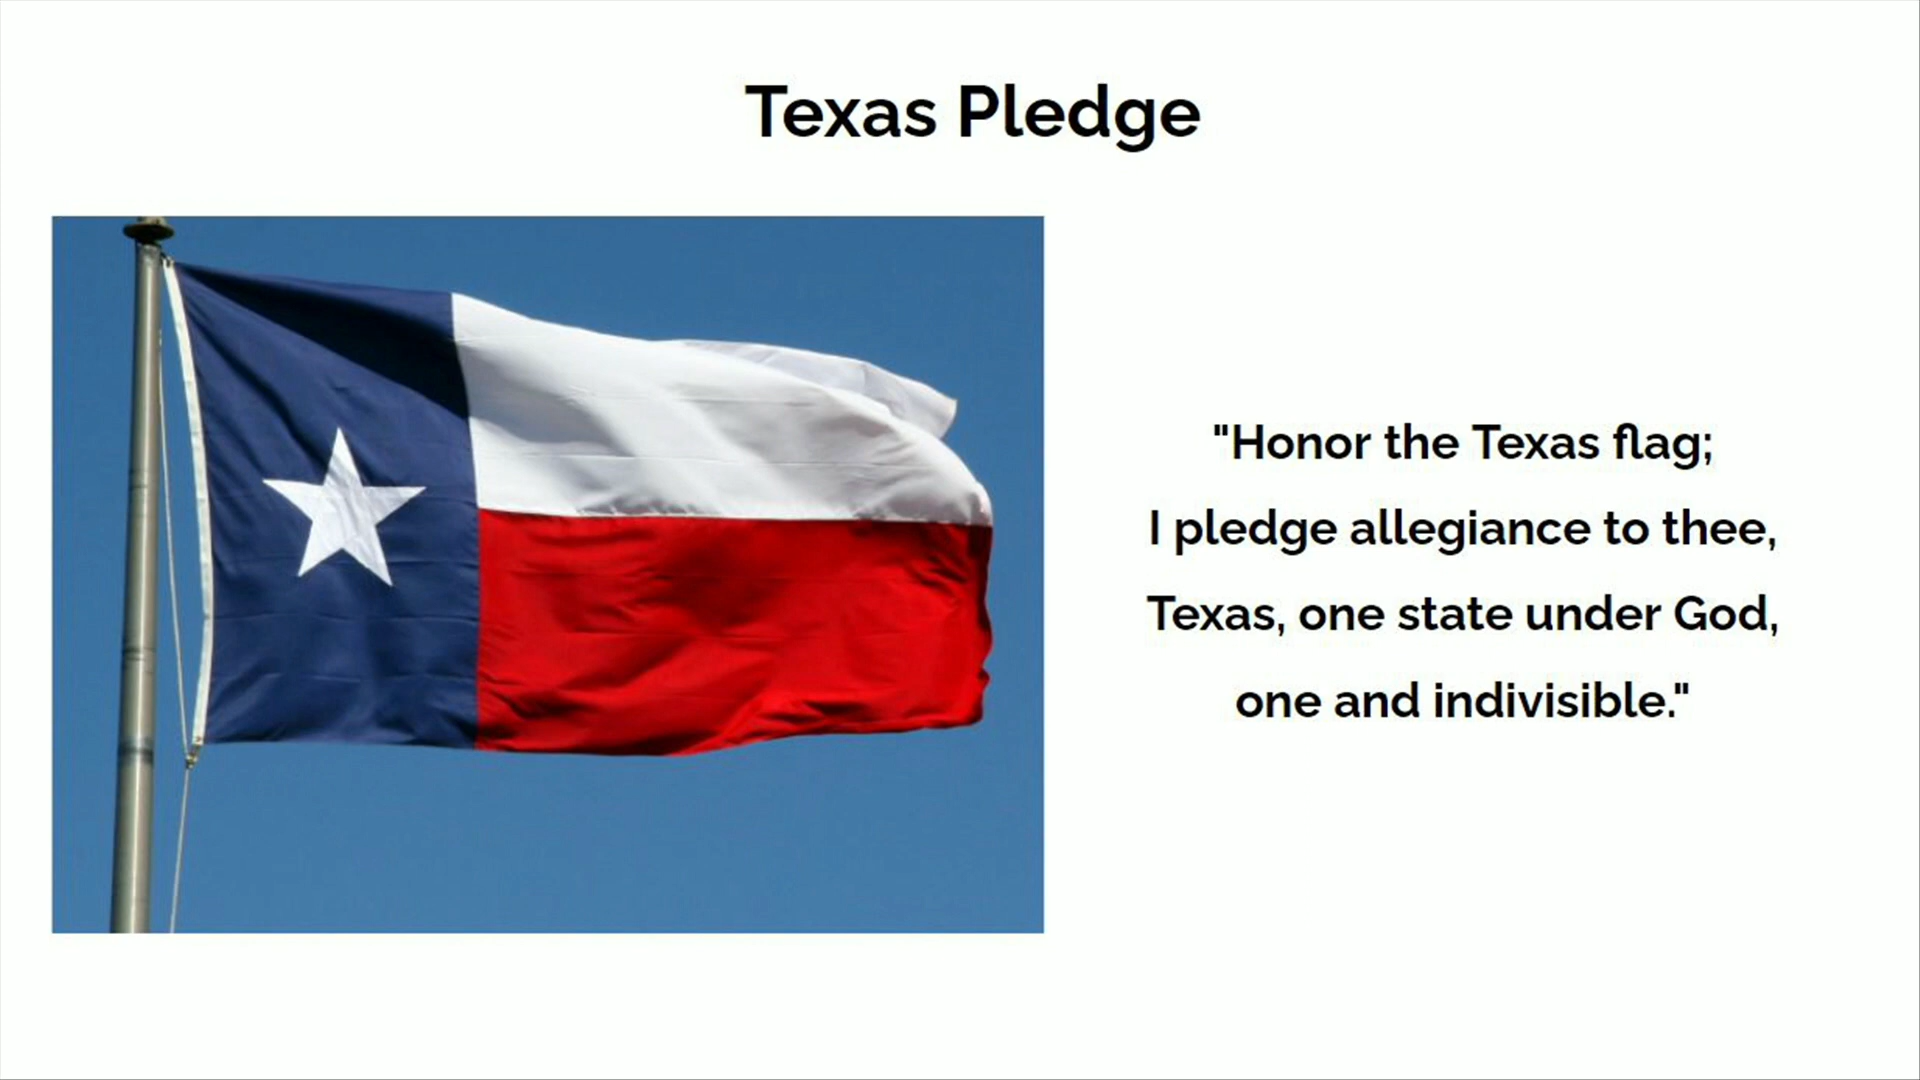 Texas Pledge
"Honor the Texas flag;
I pledge allegiance to thee,
Texas, one state under God,
one and indivisible."